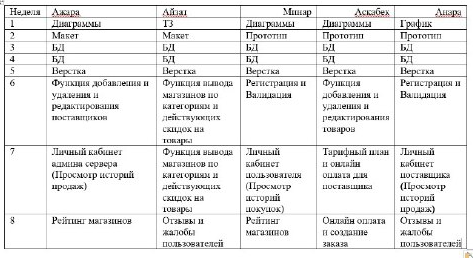 Неделя Ажара Айзат Минар Аскабек Анара
1 Диаграммы ТЗ Диаграммы Диаграммы График
2 Макет Макет Прототип Прототип Прототип
3 БД БД БД БД БД
4 БД БД БД БД БД
5 Верстка Верстка Верстка Верстка Верстка
6 Функция добавления и Функция вывода Регистрация и Функция Регистрация и
удаления и магазинов по Валидация добавления и Валидация
редактирования категориям и удаления и
поставщиков действующих редактирования
скидок на товаров
товары
7 Личный кабинет Функция вывода Личный Тарифный план Личный
админа сервера магазинов по кабинет и онлайн кабинет
(Просмотр историй категориям и пользователя оплата для поставщика
продаж) действующих (Просмотр поставщика (Просмотр
скидок на историй историй
товары покупок) продаж)
8 Рейтинг магазинов Отзывы и Рейтинг Онлайн оплата Отзывы и
жалобы магазинов и создание жалобы
пользователей заказа пользователей